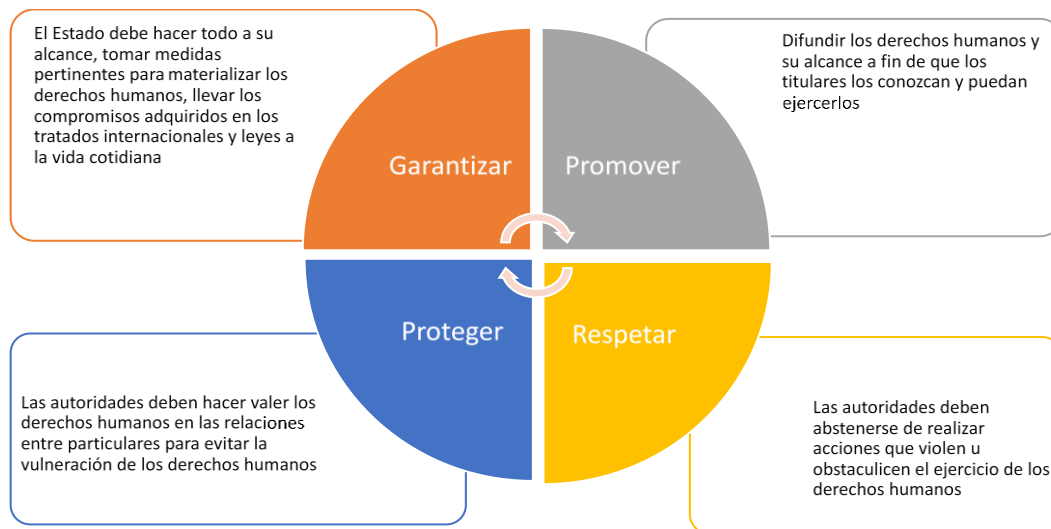 El Estado debe hacer todo a su
alcance, tomar medidas
pertinentes para materializar los
derechos humanos, llevar los
compromisos adquiridos en los
tratados internacionales y leyes a
la vida cotidiana
Difundir los derechos humanos y
su alcance a fin de que los
titulares los conozcan y puedan
ejercerlos
Garantizar
Promover
Proteger
Respetar
Las autoridades deben hacer valer los
derechos humanos en las relaciones
entre particulares para evitar la
vulneración de los derechos humanos
Las autoridades deben
abstenerse de realizar
acciones que violen u
obstaculicen el ejercicio de los
derechos humanos